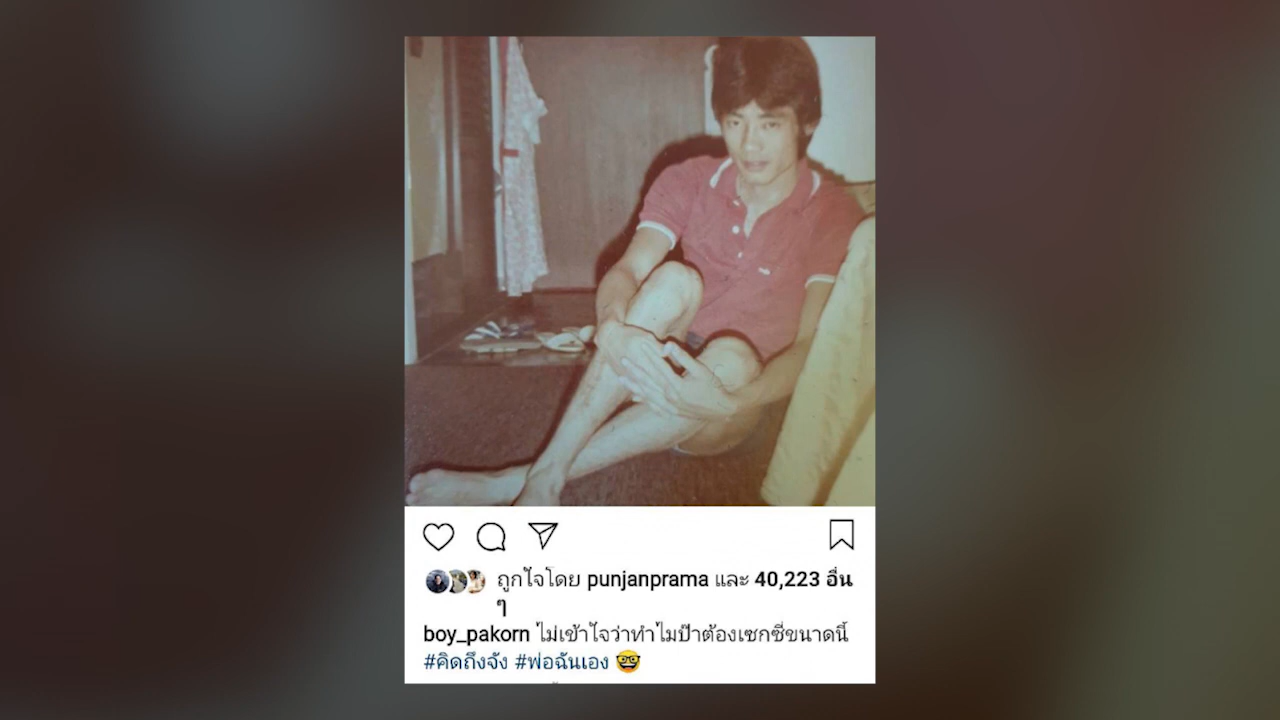 ถูกใจโดย punjanprama และ 40,223 อื่น
ๆ
boy_pakorn ไม่เข้าใจว่าทำไมป๊าต้องเซกซี่ขนาดนี้
#คิดถึงจัง #พ่อฉันเอง 🤓